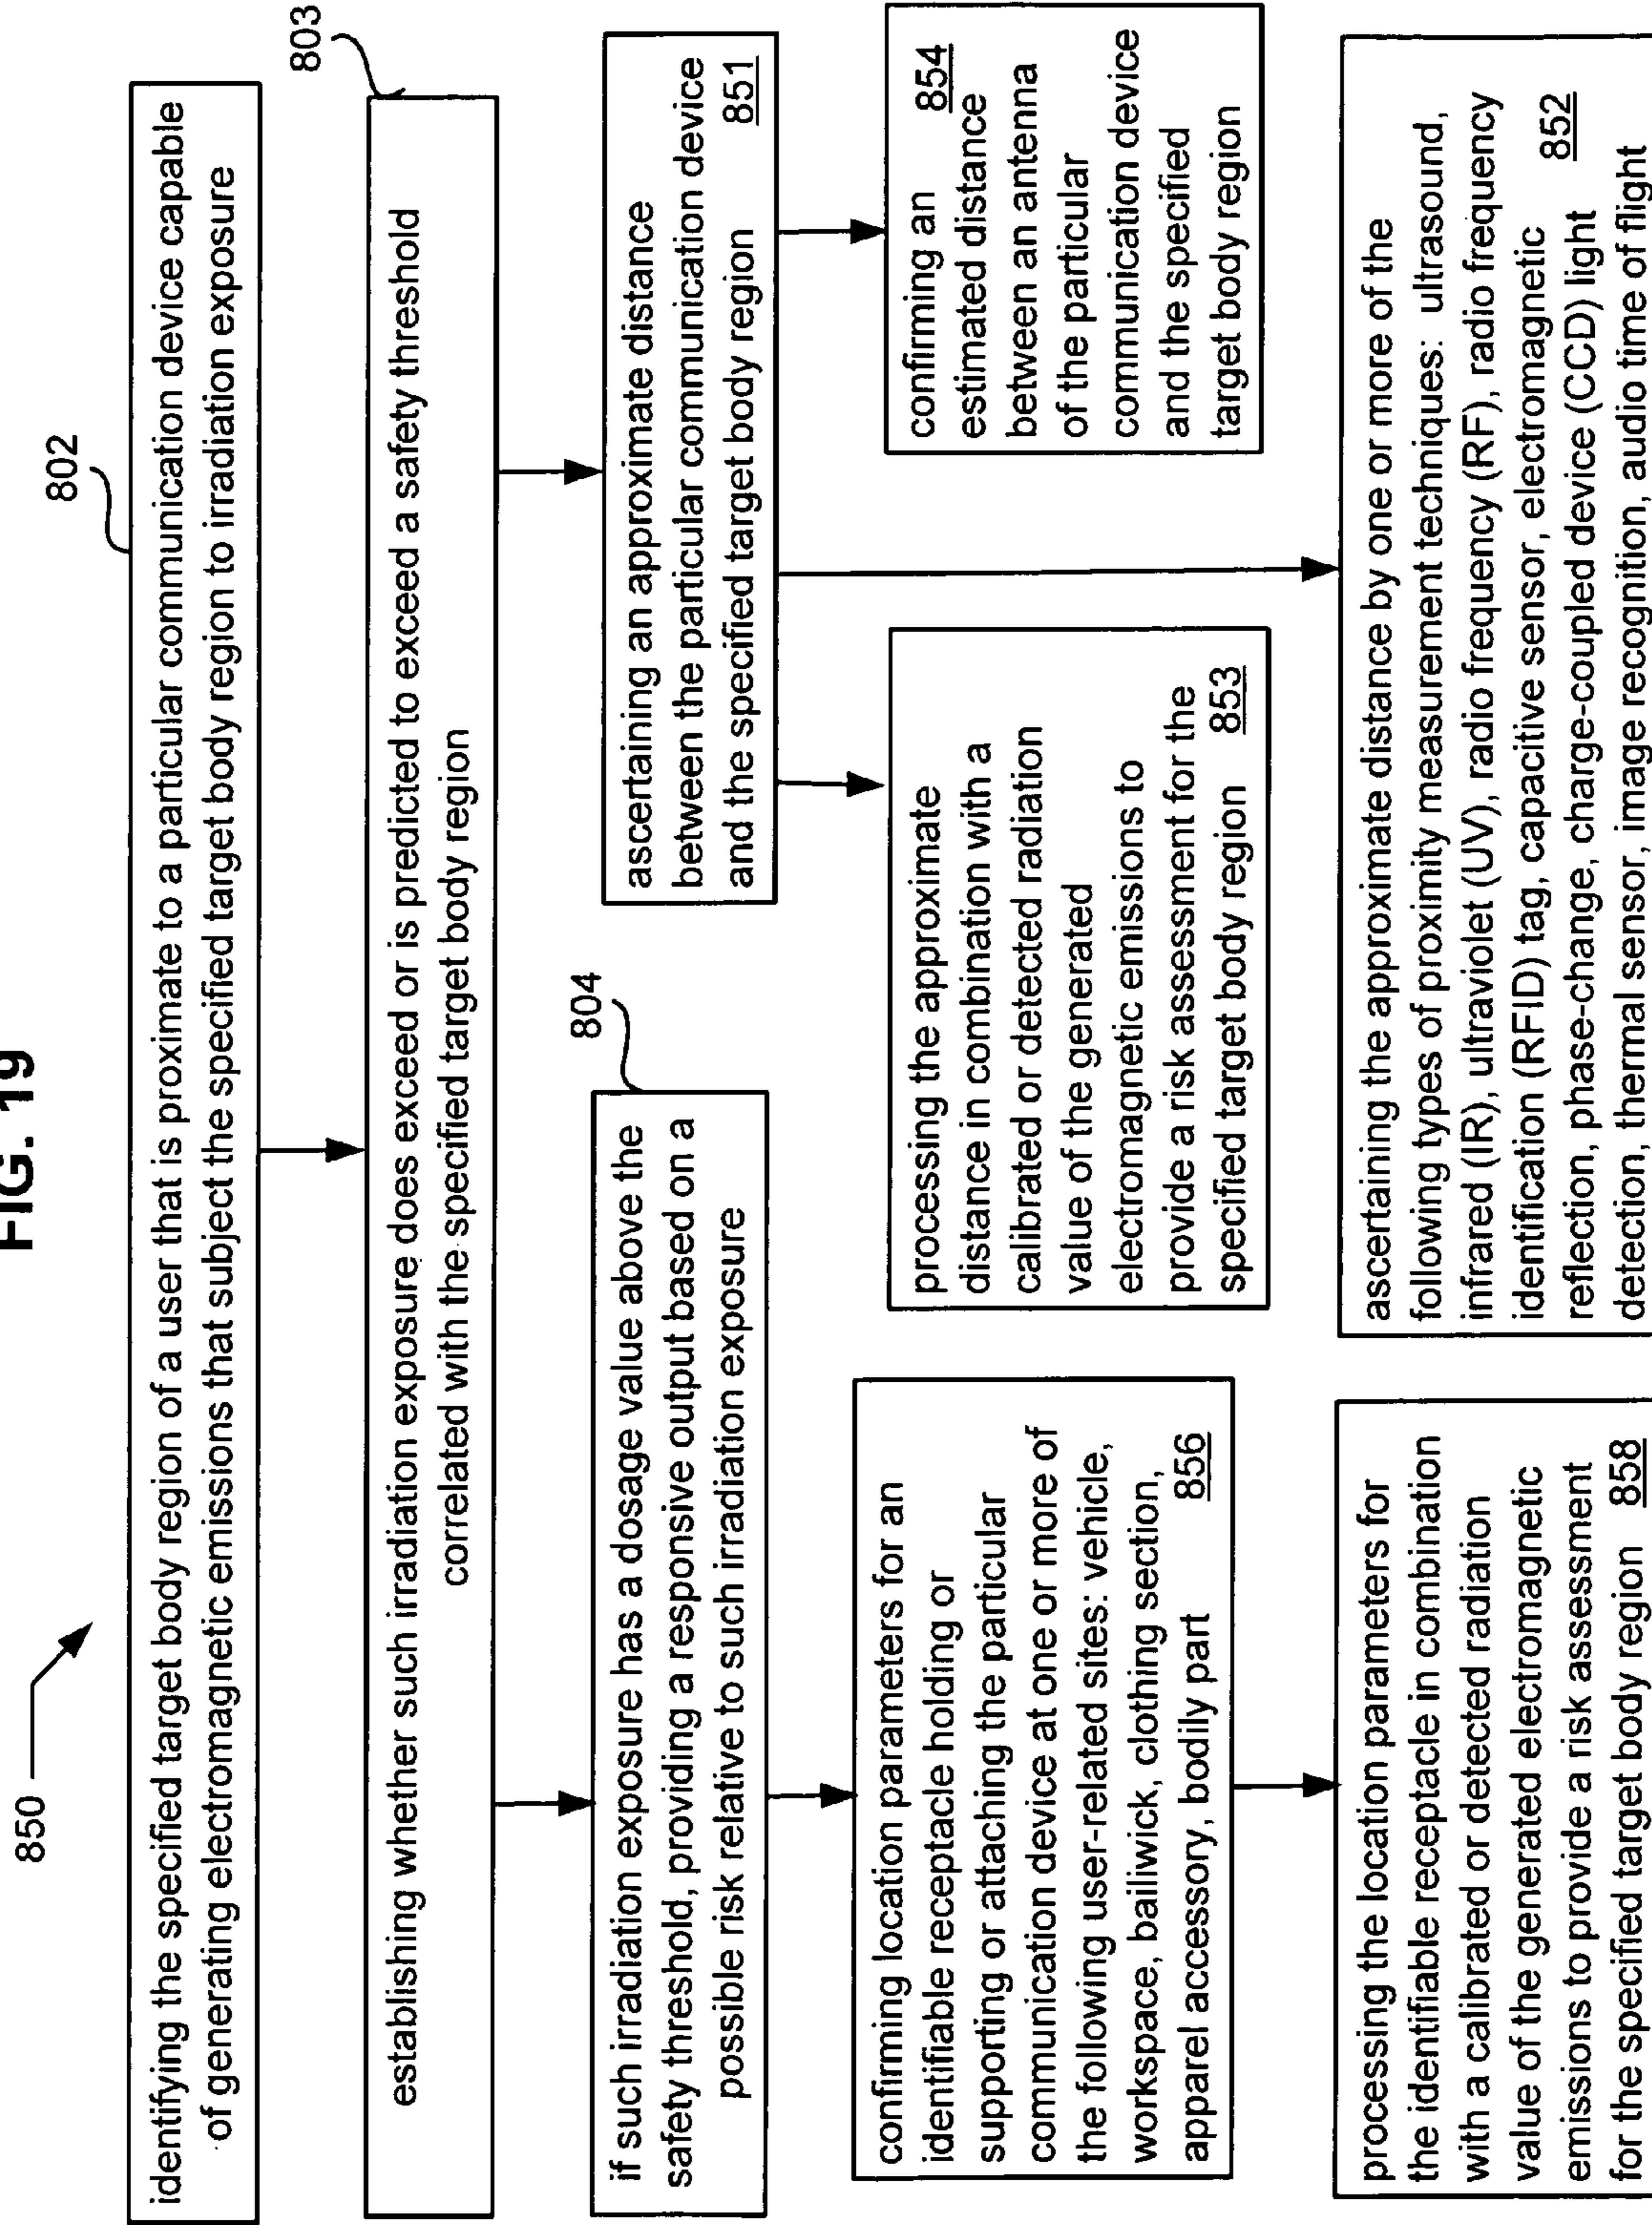 FIG. 19
850
802
identifying the specified target body region of a user that is proximate to a particular communication device capable
of generating electromagnetic emissions that subject the specified target body region to irradiation exposure
803
establishing whether such irradiation exposure does exceed or is predicted to exceed a safety threshold
correlated with the specified target body region
804
if such irradiation exposure has a dosage value above the
safety threshold, providing a responsive output based on a
possible risk relative to such irradiation exposure
ascertaining an approximate distance
between the particular communication device
and the specified target body region 851
confirming location parameters for an
identifiable receptacle holding or
supporting or attaching the particular
communication device at one or more of
the following user-related sites: vehicle,
workspace, bailiwick, clothing section,
apparel accessory, bodily part 856
processing the approximate
distance in combination with a
calibrated or detected radiation
value of the generated
electromagnetic emissions to
provide a risk assessment for the
specified target body region 853
confirming an 854
estimated distance
between an antenna
of the particular
communication device
and the specified
target body region
processing the location parameters for
the identifiable receptacle in combination
with a calibrated or detected radiation
value of the generated electromagnetic
emissions to provide a risk assessment
for the specified target body region 858
ascertaining the approximate distance by one or more of the
following types of proximity measurement techniques: ultrasound,
infrared (IR), ultraviolet (UV), radio frequency (RF), radio frequency
identification (RFID) tag, capacitive sensor, electromagnetic
reflection, phase-change, charge-coupled device (CCD) light 852
detection, thermal sensor, image recognition, audio time of flight